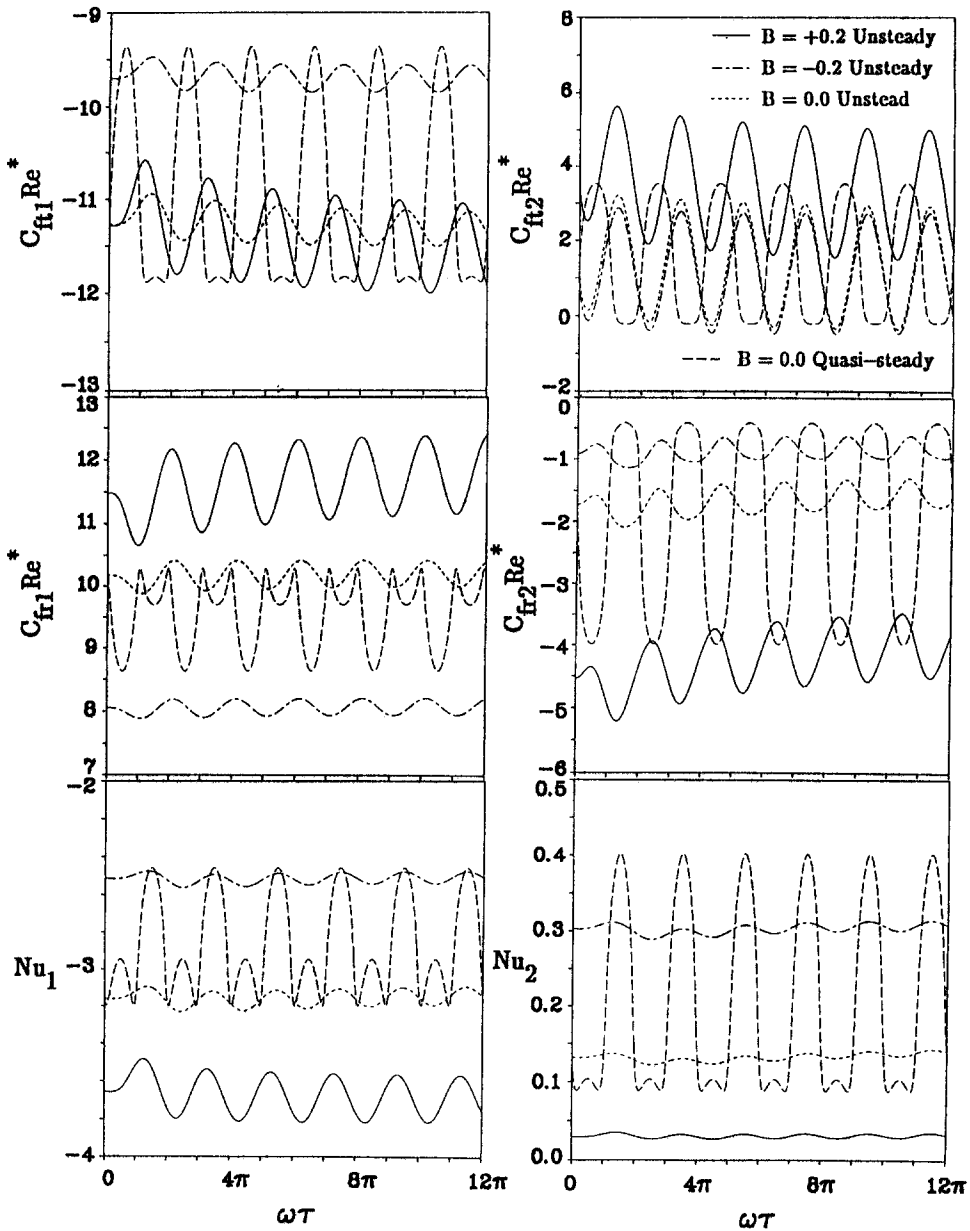 −9
−10
−11
−12
−13
C_ft1 Re*
8
6
4
2
0
−2
C_ft2 Re*
B = +0.2 Unsteady
B = −0.2 Unsteady
B = 0.0 Unstead
B = 0.0 Quasi−steady
13
12
11
10
9
8
7
C_fr1 Re*
0
−1
−2
−3
−4
−5
−6
C_fr2 Re*
−2
−3
−4
Nu_1
0
4π
8π
12π
ωτ
0.5
0.4
0.3
0.2
0.1
0.0
Nu_2
0
4π
8π
12π
ωτ